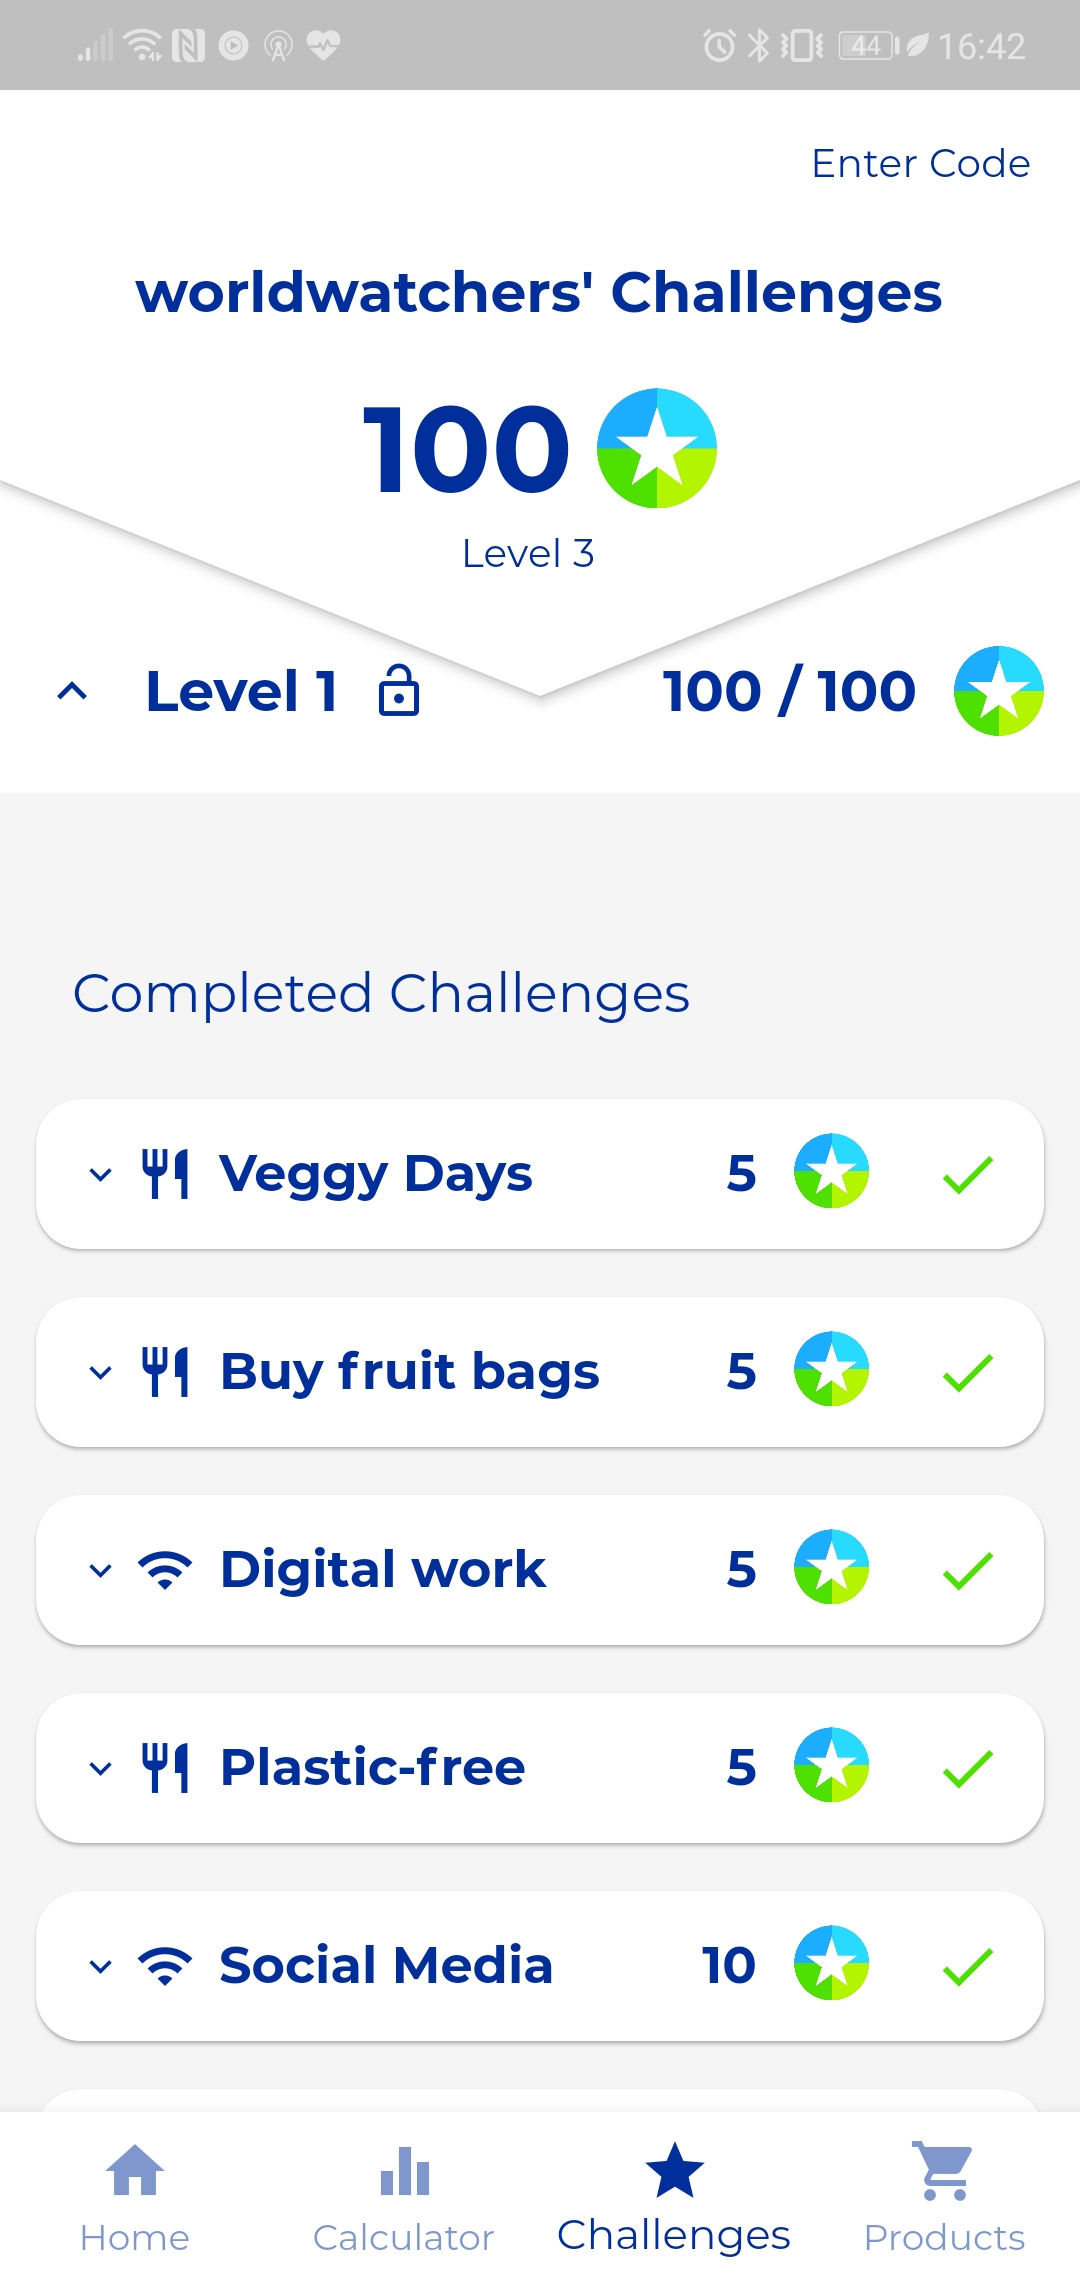 44 16:42
Enter Code
worldwatchers' Challenges
100
Level 3
Level 1 100 / 100
Completed Challenges
Veggy Days 5
Buy fruit bags 5
Digital work 5
Plastic-free 5
Social Media 10
Home Calculator Challenges Products